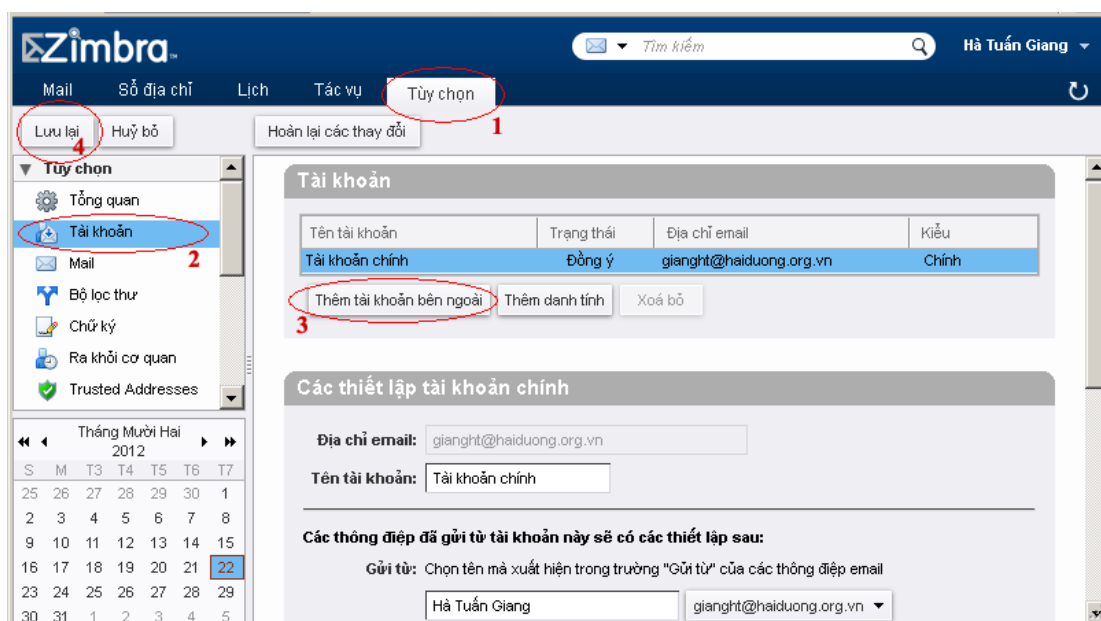 Zimbra
Tìm kiếm
Hà Tuấn Giang
Mail Sổ địa chỉ Lịch Tác vụ Tùy chọn
1
Lưu lại Huỷ bỏ Hoàn lại các thay đổi
4
Tùy chọn
Tổng quan
Tài khoản
2
Mail
Bộ lọc thư
Chữ ký
Ra khỏi cơ quan
Trusted Addresses
Tháng Mười Hai
2012
S M T3 T4 T5 T6 T7
25 26 27 28 29 30 1
2 3 4 5 6 7 8
9 10 11 12 13 14 15
16 17 18 19 20 21 22
23 24 25 26 27 28 29
30 31 1 2 3 4 5
Tài khoản
Tên tài khoản Trạng thái Địa chỉ email Kiểu
Tài khoản chính Đồng ý gianght@haiduong.org.vn Chính
Thêm tài khoản bên ngoài Thêm danh tính Xoá bỏ
3
Các thiết lập tài khoản chính
Địa chỉ email: gianght@haiduong.org.vn
Tên tài khoản: Tài khoản chính
Các thông điệp đã gửi từ tài khoản này sẽ có các thiết lập sau:
Gửi từ: Chọn tên mà xuất hiện trong trường "Gửi từ" của các thông điệp email
Hà Tuấn Giang gianght@haiduong.org.vn